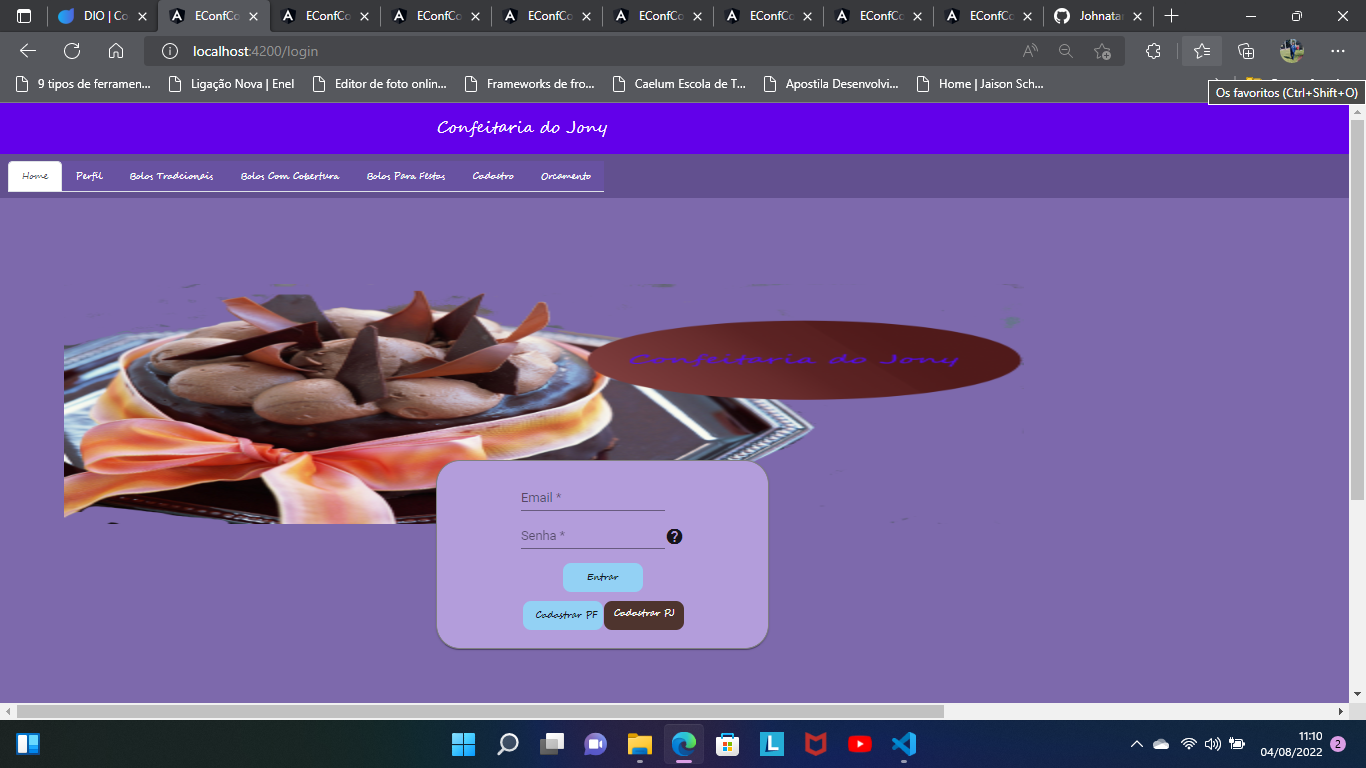 DIO | Co
EConfCo
EConfCo
EConfCo
EConfCo
EConfCo
EConfCo
EConfCo
EConfCo
Johnatan
localhost:4200/login
9 tipos de ferramen...
Ligação Nova | Enel
Editor de foto onlin...
Frameworks de fro...
Caelum Escola de T...
Apostila Desenvolvi...
Home | Jaison Sch...
Os favoritos (Ctrl+Shift+O)
Confeitaria do Jony
Home
Perfil
Bolos Tradcionais
Bolos Com Cobertura
Bolos Para Festas
Cadastro
Orcamento
Confeitaria do Jony
Email *
Senha *
Entrar
Cadastrar PF
Cadastrar PJ
11:10
04/08/2022
2